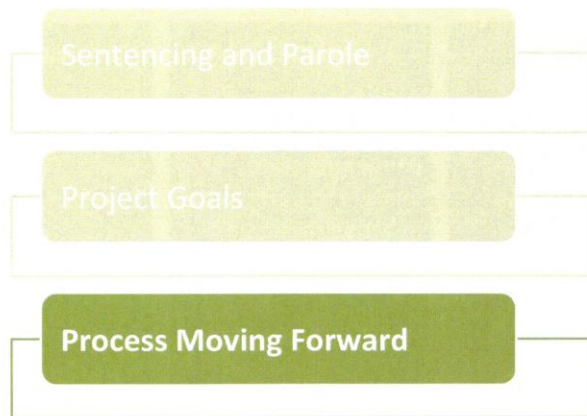 Sentencing and Parole
Project Goals
Process Moving Forward